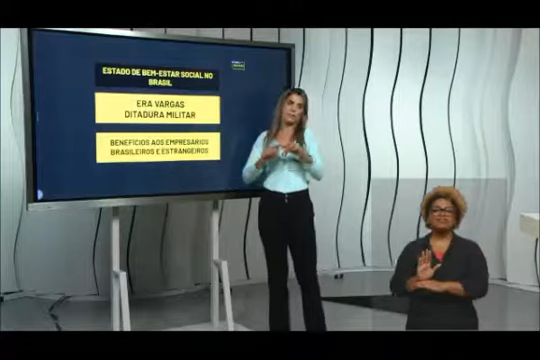 ESTADO DE BEM-ESTAR SOCIAL NO
BRASIL
ERA VARGAS
DITADURA MILITAR
BENEFÍCIOS AOS EMPRESÁRIOS
BRASILEIROS E ESTRANGEIROS